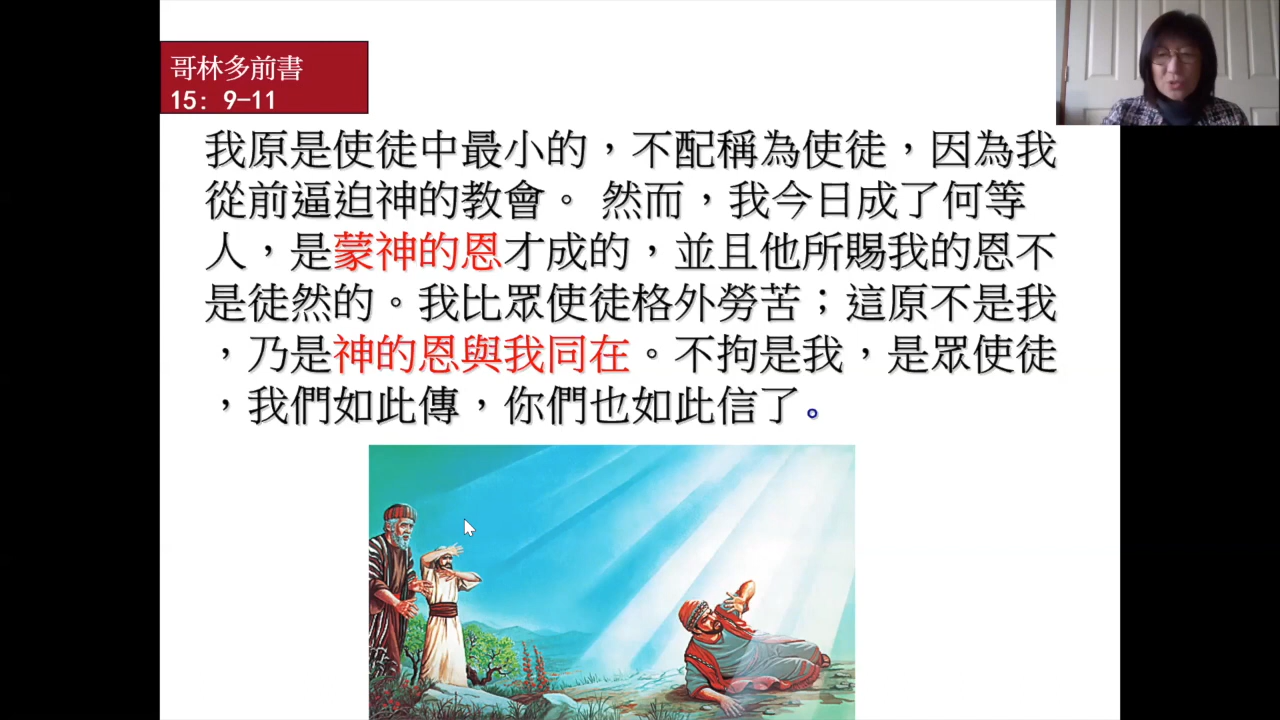 哥林多前書
15: 9-11
我原是使徒中最小的，不配稱為使徒，因為我
從前逼迫神的教會。 然而，我今日成了何等
人，是蒙神的恩才成的，並且他所賜我的恩不
是徒然的。我比眾使徒格外勞苦；這原不是我
，乃是神的恩與我同在。不拘是我，是眾使徒
，我們如此傳，你們也如此信了。